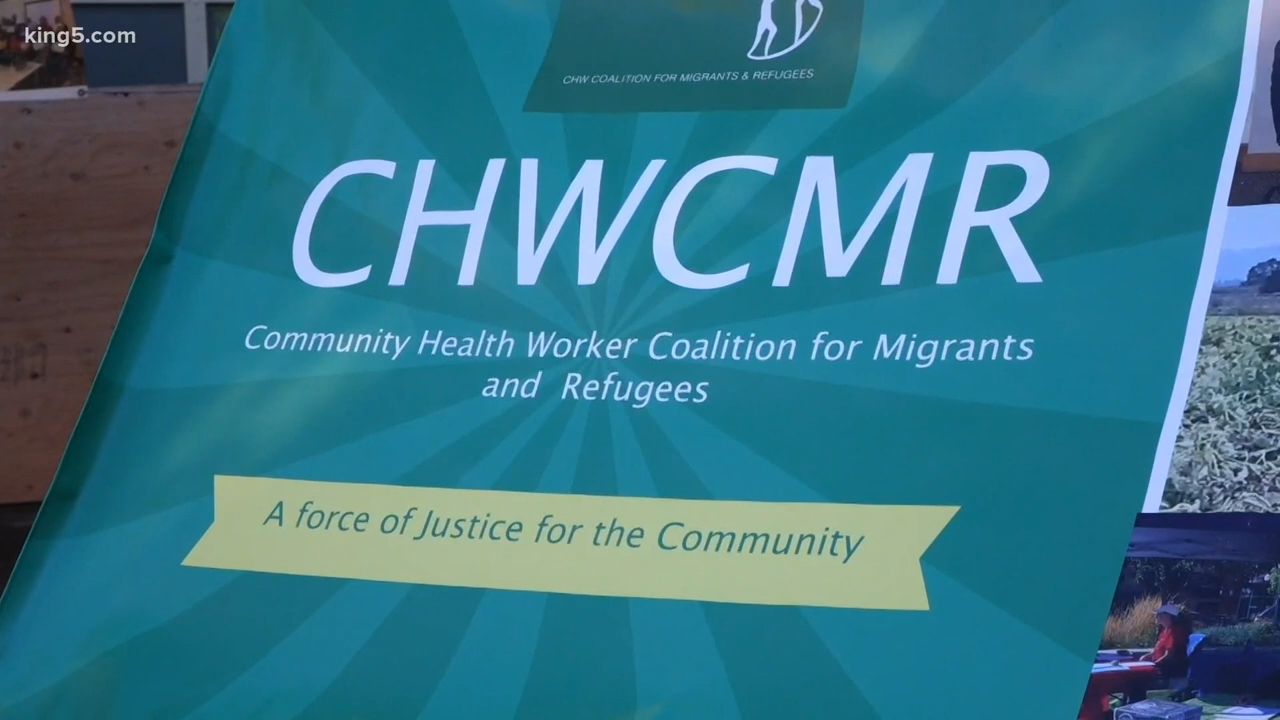 king5.com
CHW COALITION FOR MIGRANTS & REFUGEES
CHWCMR
Community Health Worker Coalition for Migrants
and Refugees
A force of Justice for the Community